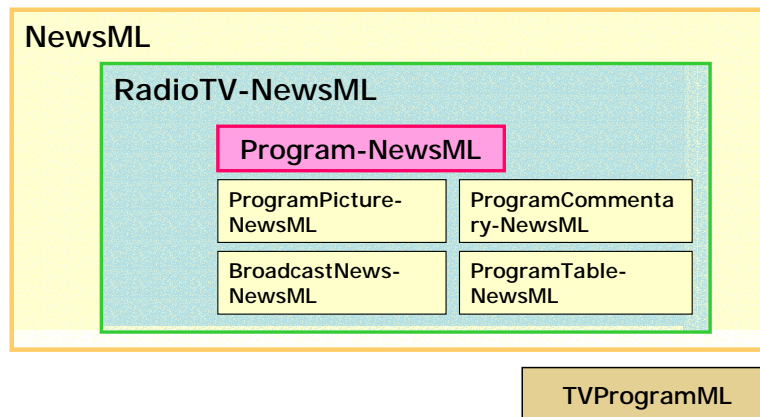 NewsML
RadioTV-NewsML
Program-NewsML
ProgramPicture-
NewsML
ProgramCommenta
ry-NewsML
BroadcastNews-
NewsML
ProgramTable-
NewsML
TVProgramML